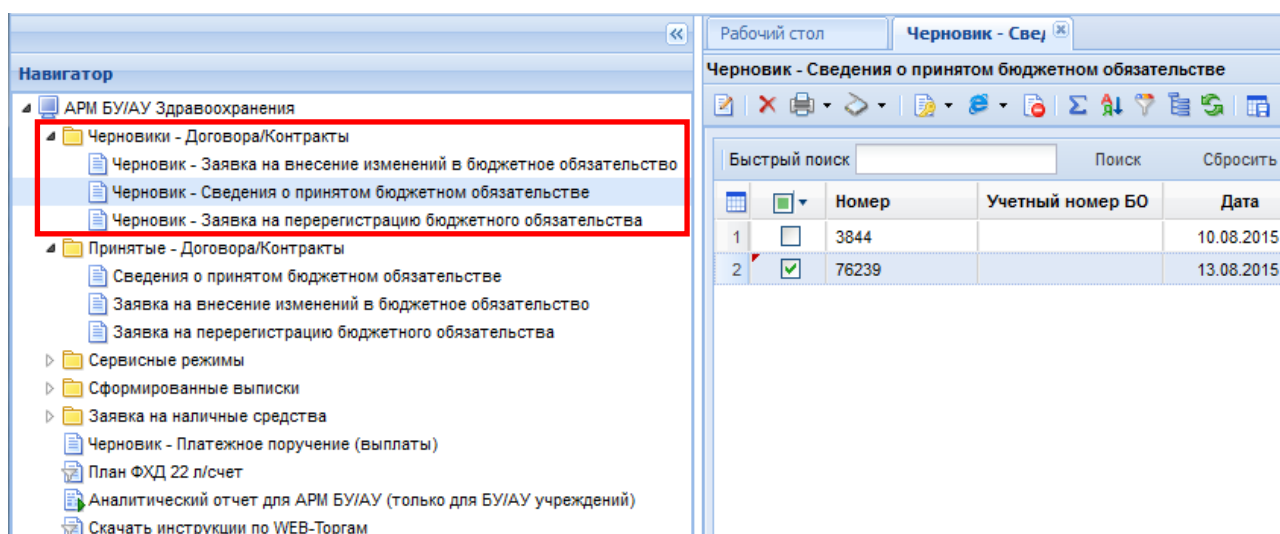 Навигатор
АРМ БУ/АУ Здравоохранения
Черновики - Договора/Контракты
Черновик - Заявка на внесение изменений в бюджетное обязательство
Черновик - Сведения о принятом бюджетном обязательстве
Черновик - Заявка на перерегистрацию бюджетного обязательства
Принятые - Договора/Контракты
Сведения о принятом бюджетном обязательстве
Заявка на внесение изменений в бюджетное обязательство
Заявка на перерегистрацию бюджетного обязательства
Сервисные режимы
Сформированные выписки
Заявка на наличные средства
Черновик - Платежное поручение (выплаты)
План ФХД 22 л/счет
Аналитический отчет для АРМ БУ/АУ (только для БУ/АУ учреждений)
Скачать инструкции по WEB-Торгам
Рабочий стол Черновик - Свед
Черновик - Сведения о принятом бюджетном обязательстве
Быстрый поиск Поиск Сбросить
Номер Учетный номер БО Дата
1 3844 10.08.2015
2 76239 13.08.2015